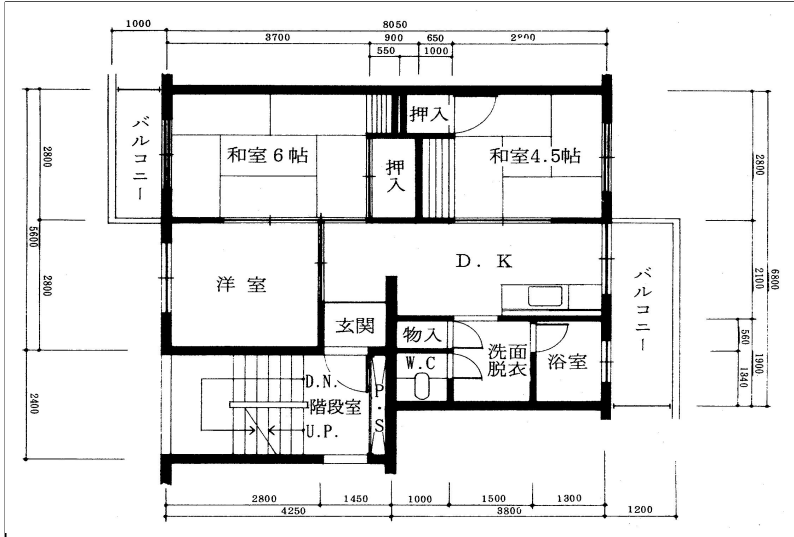 1000
8050
3700
900
650
550
1000
バルコニー
2800
5600
2800
2400
和室6帖
押入
押入
和室4.5帖
2800
2100
6800
560
1900
1340
洋室
D.K
バルコニー
玄関
物入
洗面
脱衣
浴室
W.C
D.N.
階段室
U.P.
P.S
2800
1450
1000
1500
1300
4250
3800
1200